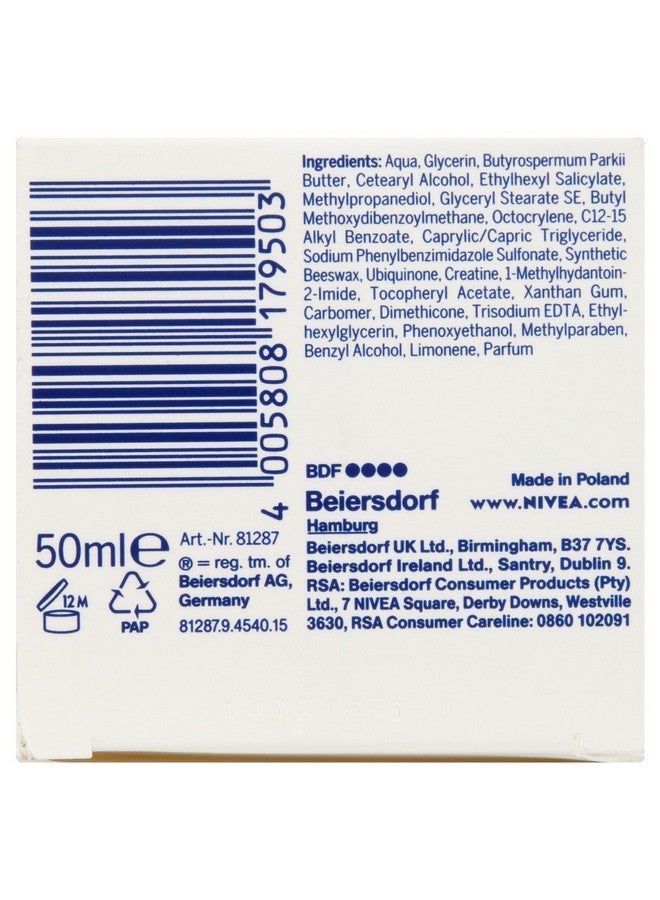 Ingredients: Aqua, Glycerin, Butyrospermum Parkii
Butter, Cetearyl Alcohol, Ethylhexyl Salicylate,
Methylpropanediol, Glyceryl Stearate SE, Butyl
Methoxydibenzoylmethane, Octocrylene, C12-15
Alkyl Benzoate, Caprylic/Capric Triglyceride,
Sodium Phenylbenzimidazole Sulfonate, Synthetic
Beeswax, Ubiquinone, Creatine, 1-Methylhydantoin-
2-Imide, Tocopheryl Acetate, Xanthan Gum,
Carbomer, Dimethicone, Trisodium EDTA, Ethyl-
hexylglycerin, Phenoxyethanol, Methylparaben,
Benzyl Alcohol, Limonene, Parfum
4 005808 179503
50ml e
Art.-Nr. 81287
® = reg. tm. of
Beiersdorf AG,
Germany
81287.9.4540.15
12 M
PAP
BDF
Beiersdorf
Hamburg
Made in Poland
www.NIVEA.com
Beiersdorf UK Ltd., Birmingham, B37 7YS.
Beiersdorf Ireland Ltd., Santry, Dublin 9.
RSA: Beiersdorf Consumer Products (Pty)
Ltd., 7 NIVEA Square, Derby Downs, Westville
3630, RSA Consumer Careline: 0860 102091